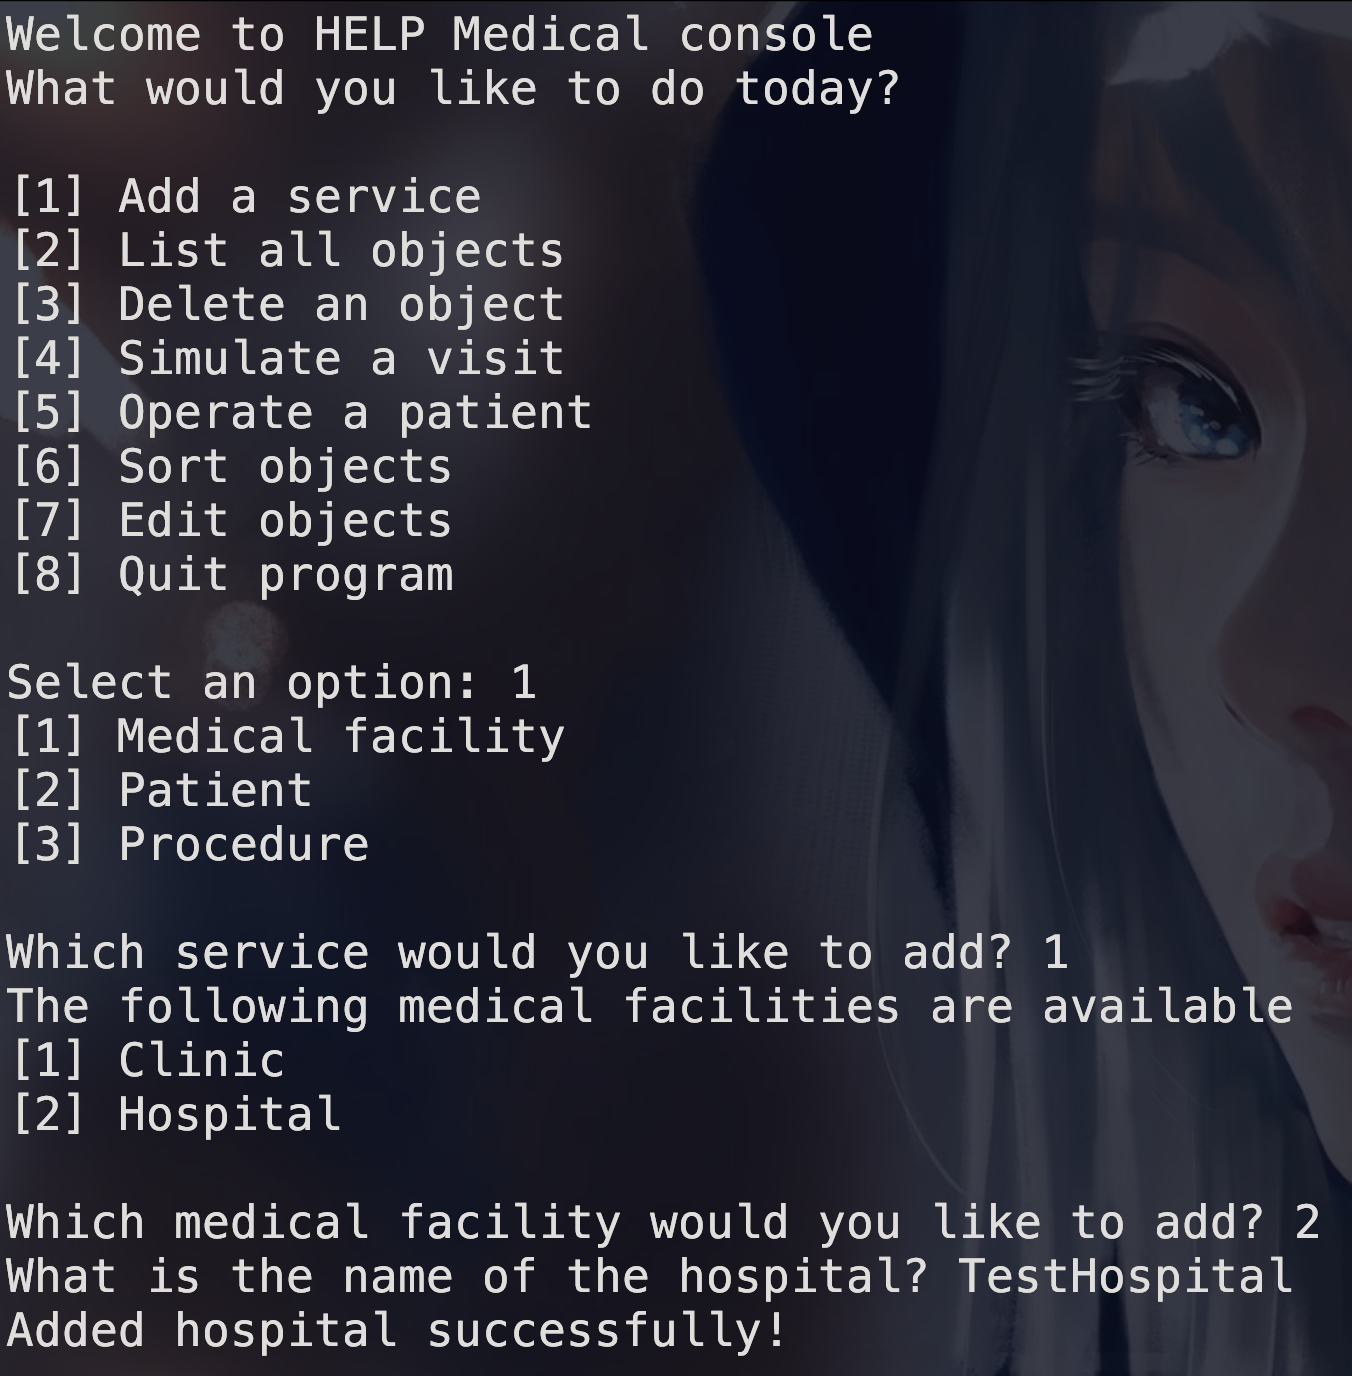 Welcome to HELP Medical console
What would you like to do today?
[1] Add a service
[2] List all objects
[3] Delete an object
[4] Simulate a visit
[5] Operate a patient
[6] Sort objects
[7] Edit objects
[8] Quit program
Select an option: 1
[1] Medical facility
[2] Patient
[3] Procedure
Which service would you like to add? 1
The following medical facilities are available
[1] Clinic
[2] Hospital
Which medical facility would you like to add? 2
What is the name of the hospital? TestHospital
Added hospital successfully!